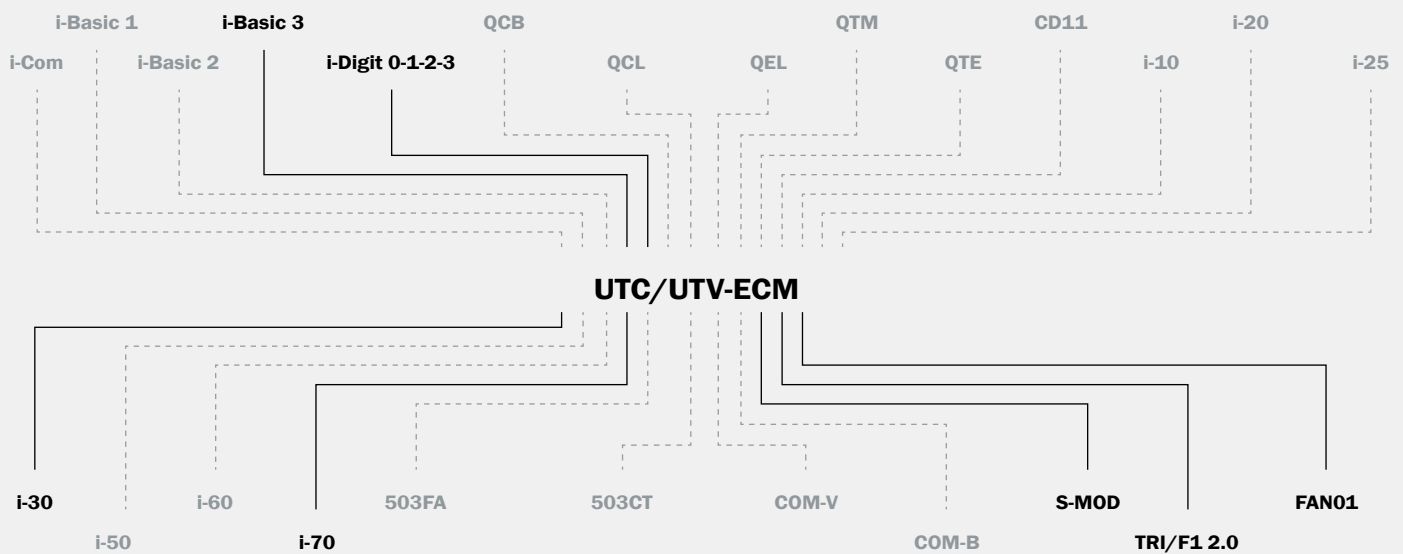 i-Basic 1 i-Basic 3 QCB QTM CD11 i-20
i-Com i-Basic 2 i-Digit 0-1-2-3 QCL QEL QTE i-10 i-25
UTC/UTV-ECM
i-30 i-60 503FA 503CT COM-V S-MOD FAN01
i-50 i-70 COM-B TRI/F1 2.0